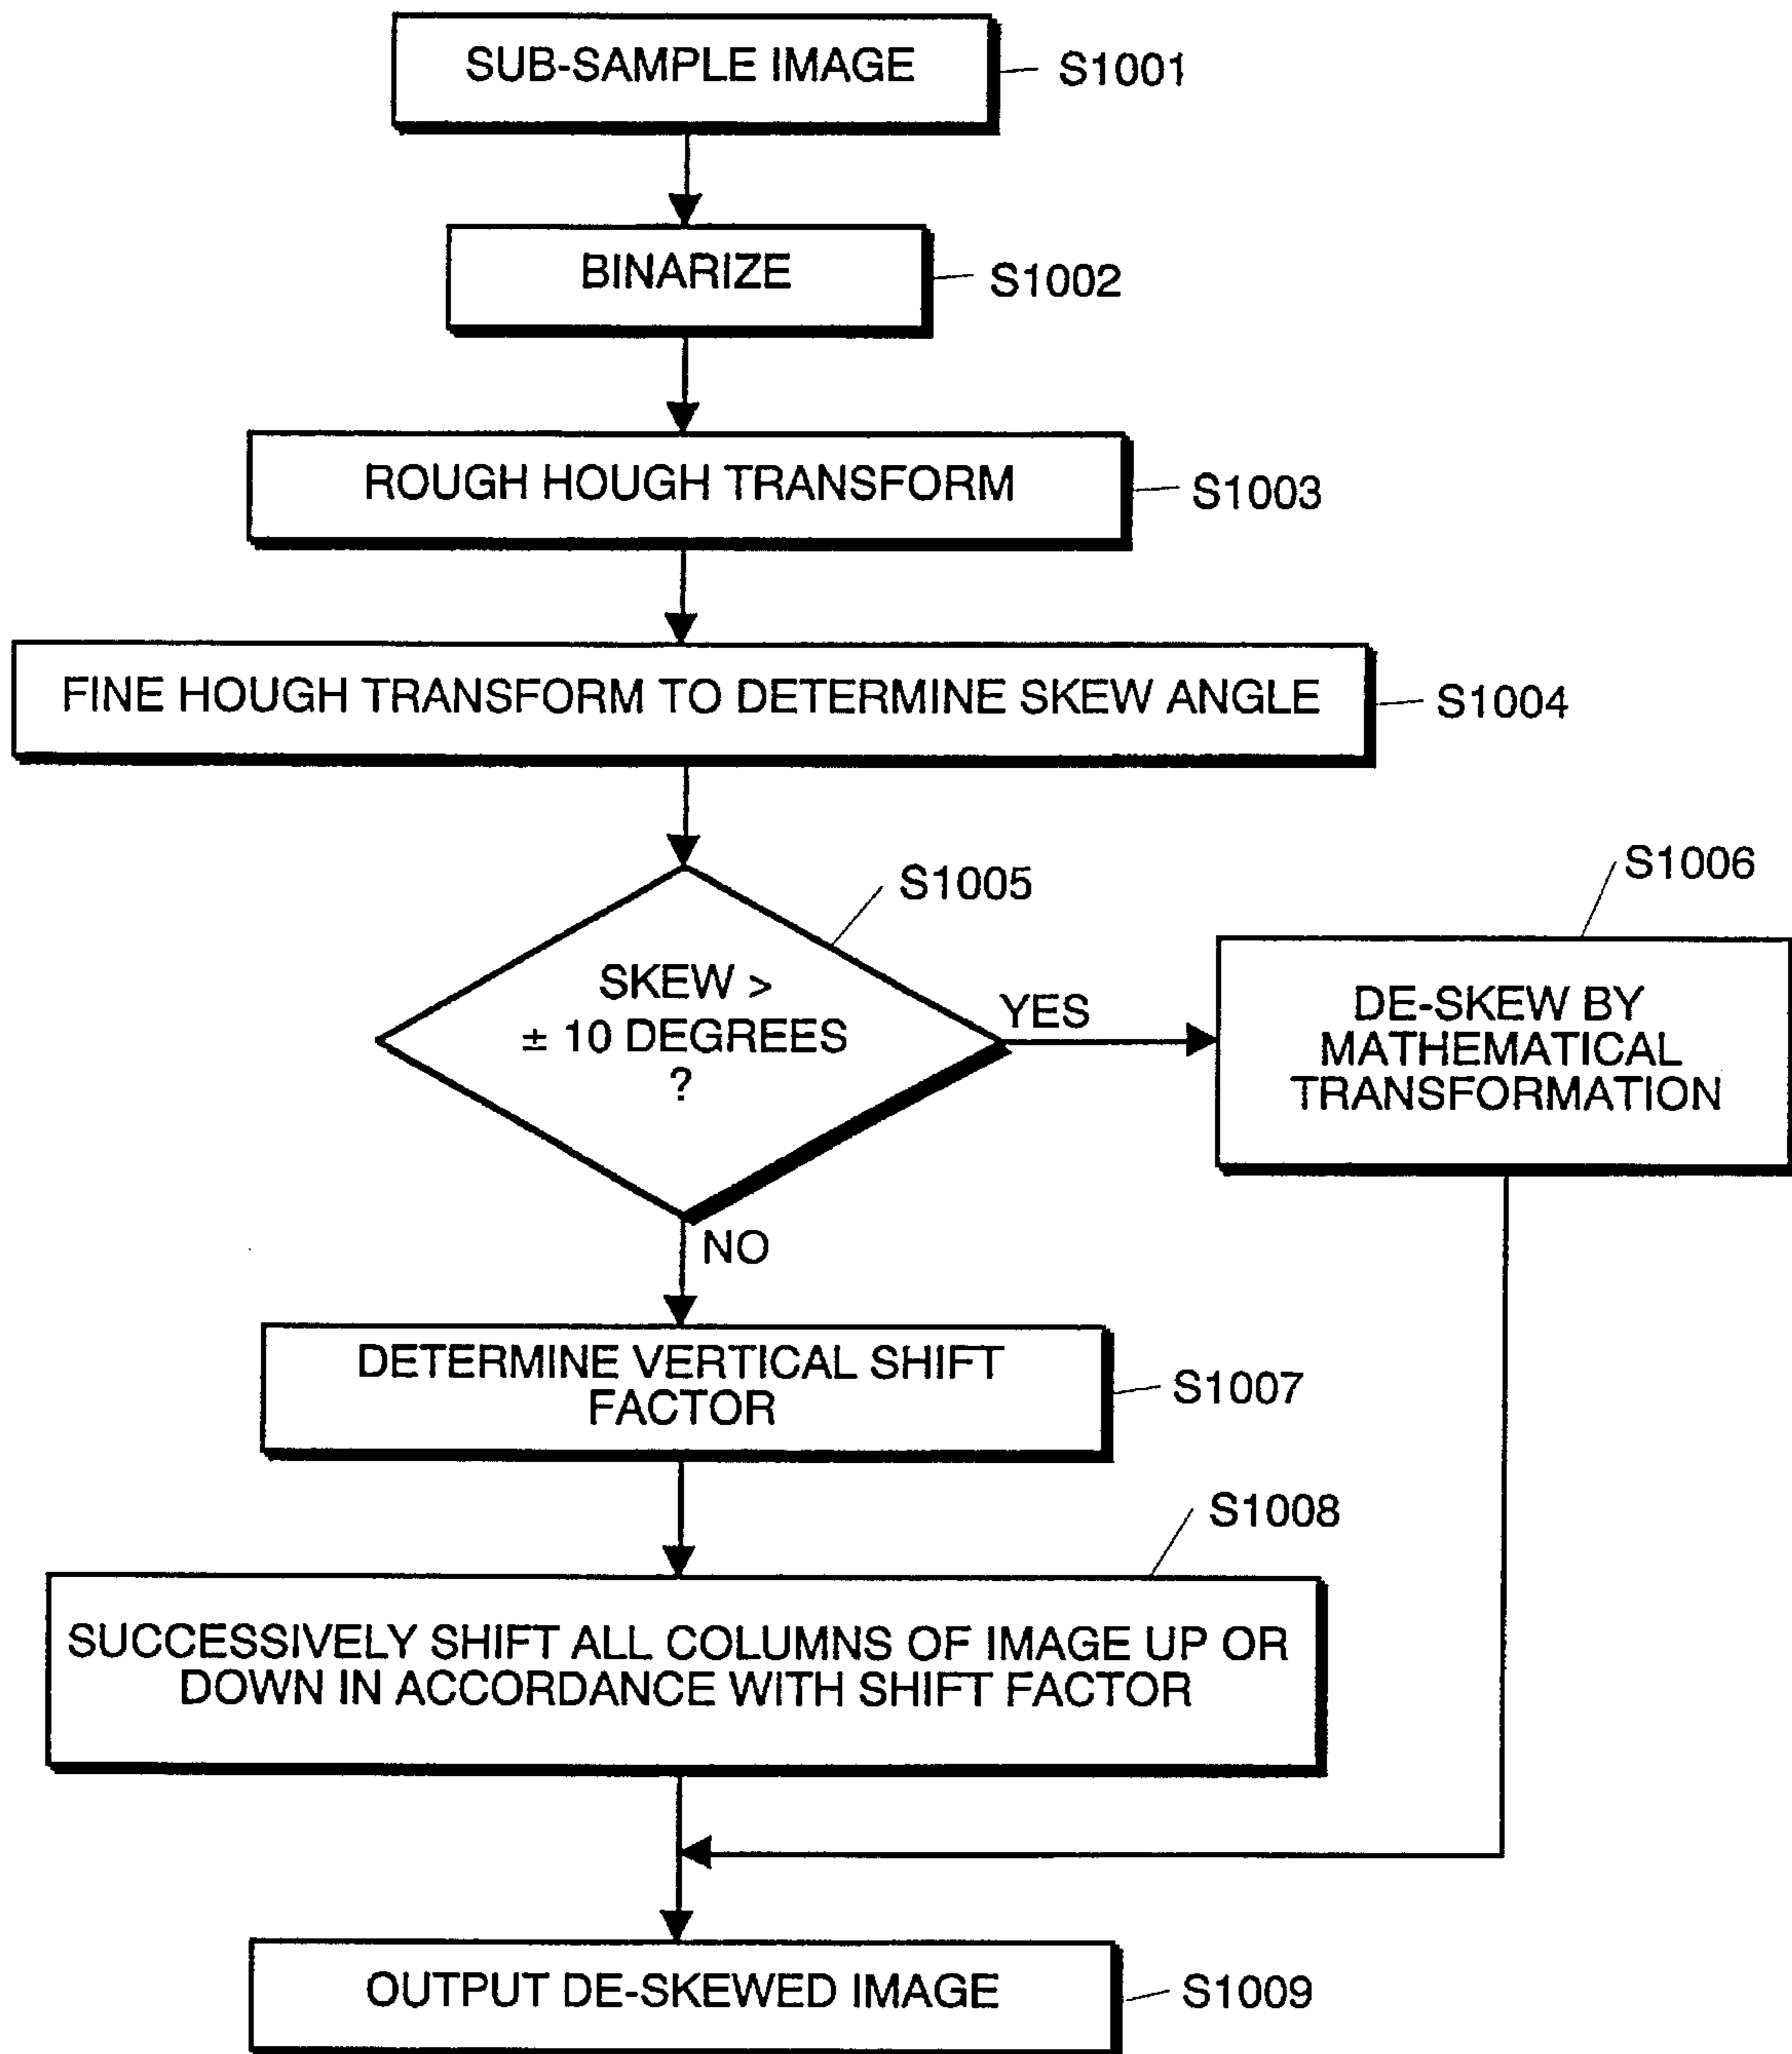 SUB-SAMPLE IMAGE
S1001
BINARIZE
S1002
ROUGH HOUGH TRANSFORM
S1003
FINE HOUGH TRANSFORM TO DETERMINE SKEW ANGLE
S1004
S1005
SKEW >
± 10 DEGREES
?
YES
NO
S1006
DE-SKEW BY
MATHEMATICAL
TRANSFORMATION
DETERMINE VERTICAL SHIFT
FACTOR
S1007
S1008
SUCCESSIVELY SHIFT ALL COLUMNS OF IMAGE UP OR
DOWN IN ACCORDANCE WITH SHIFT FACTOR
OUTPUT DE-SKEWED IMAGE
S1009